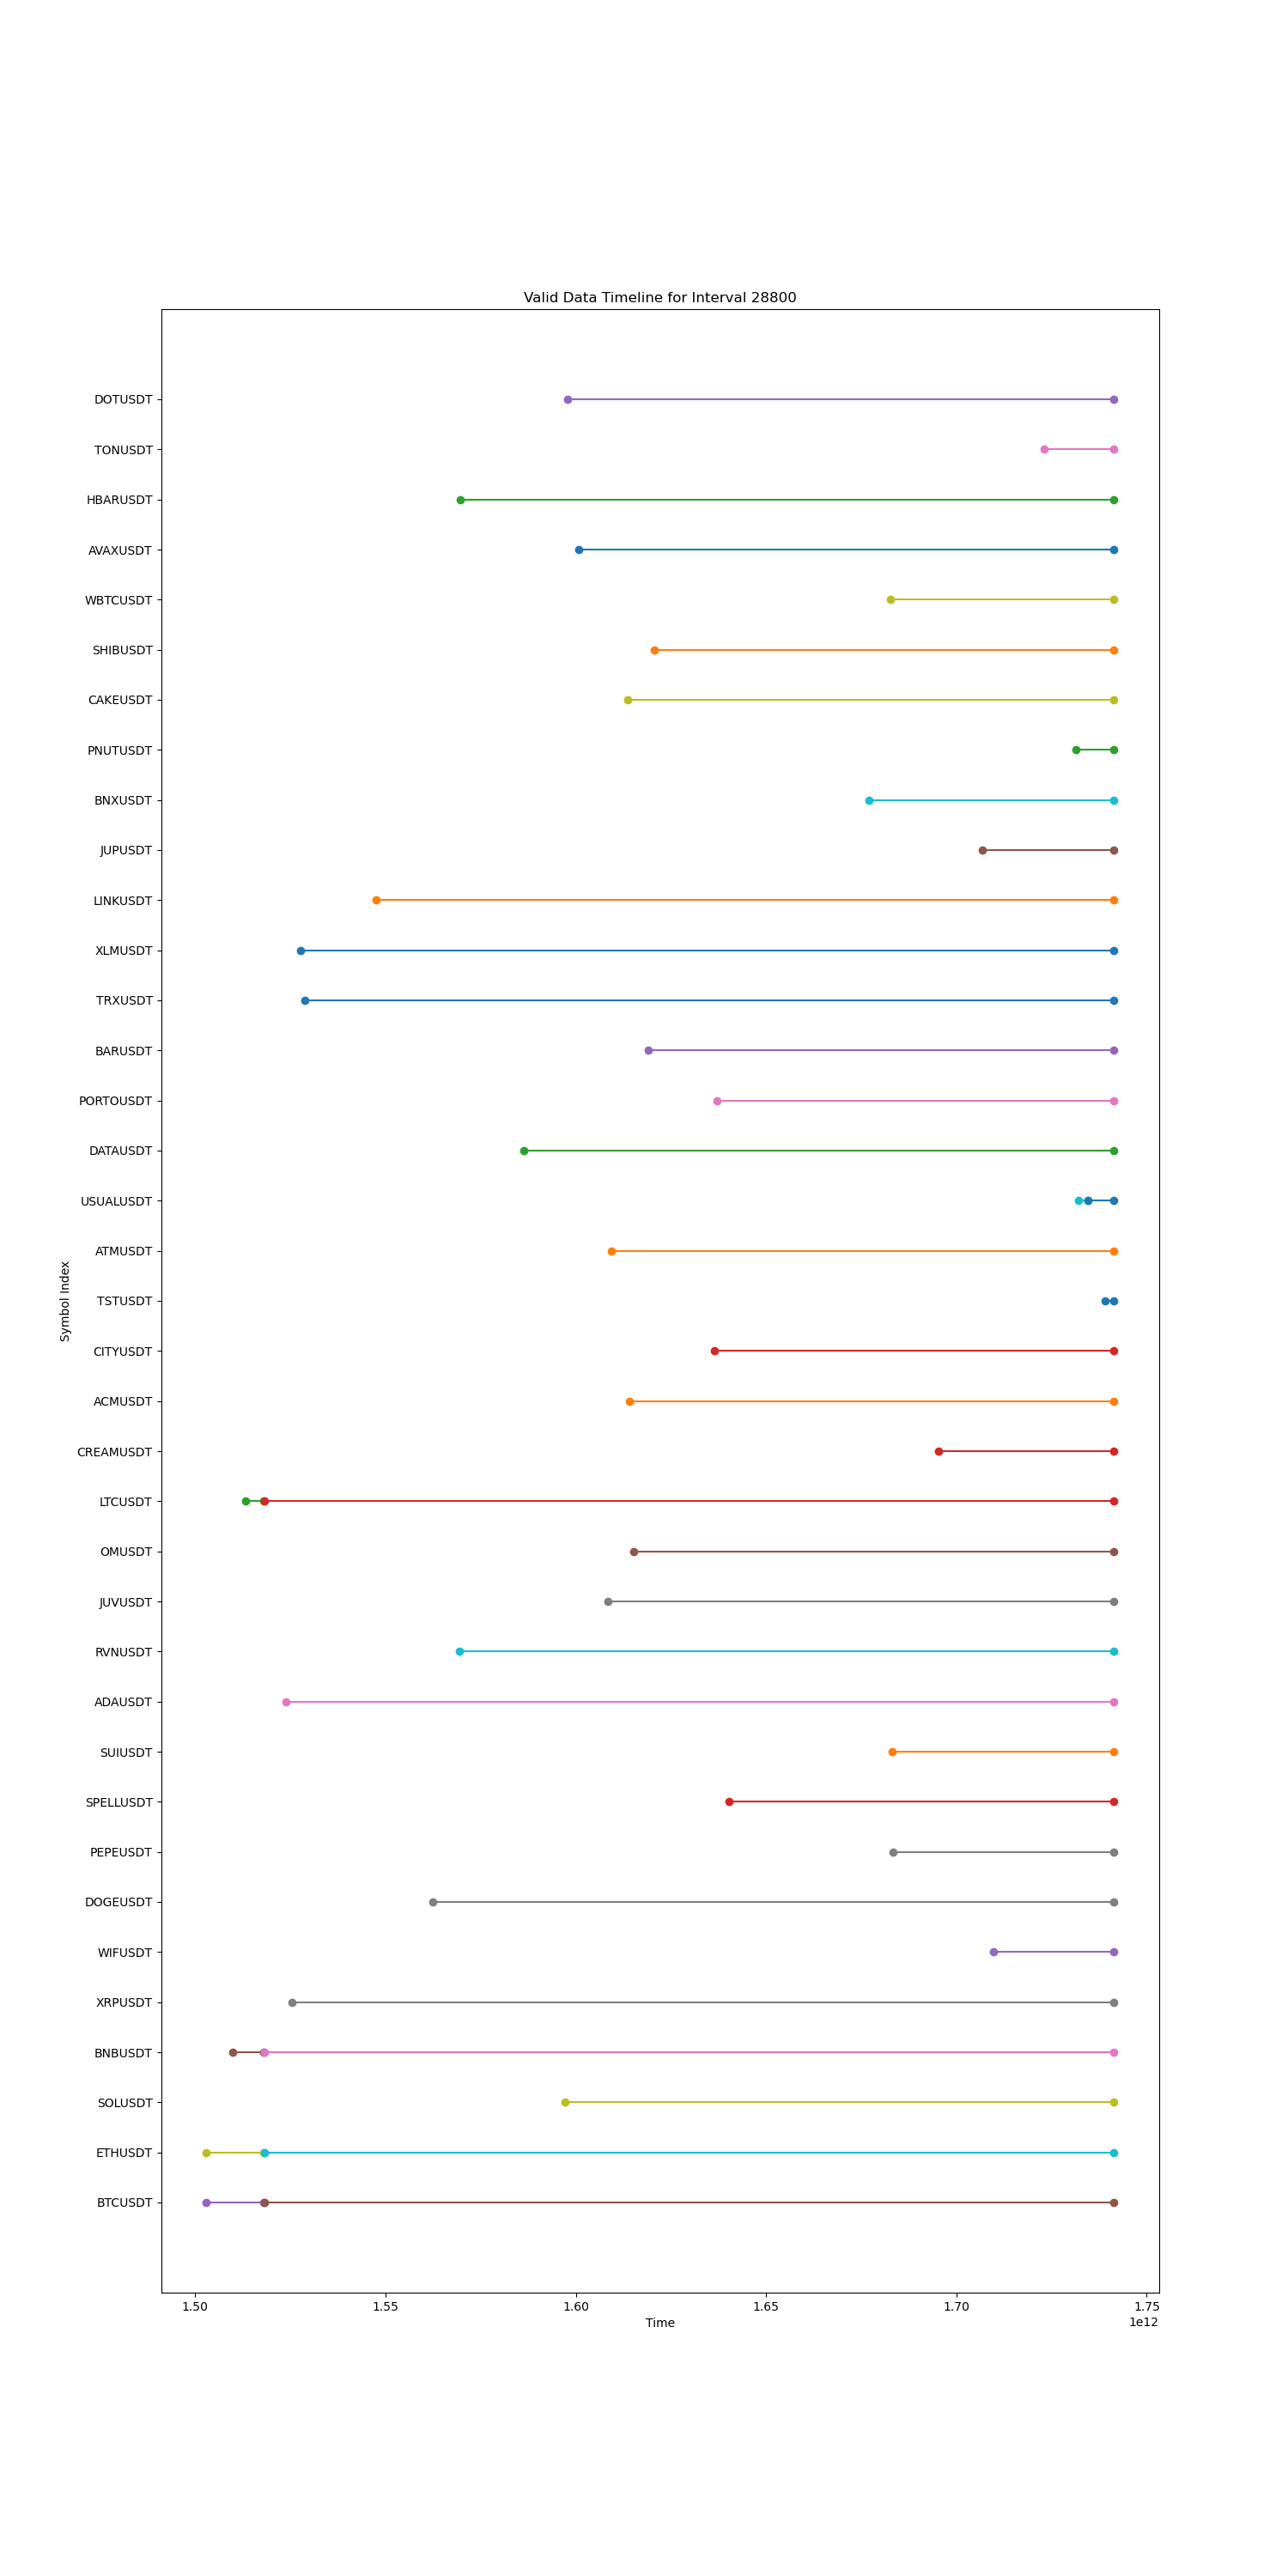 Valid Data Timeline for Interval 28800
DOTUSDT
TONUSDT
HBARUSDT
AVAXUSDT
WBTCUSDT
SHIBUSDT
CAKEUSDT
PNUTUSDT
BNXUSDT
JUPUSDT
LINKUSDT
XLMUSDT
TRXUSDT
BARUSDT
PORTOUSDT
DATAUSDT
USUALUSDT
ATMUSDT
TSTUSDT
CITYUSDT
ACMUSDT
CREAMUSDT
LTCUSDT
OMUSDT
JUVUSDT
RVNUSDT
ADAUSDT
SUIUSDT
SPELLUSDT
PEPEUSDT
DOGEUSDT
WIFUSDT
XRPUSDT
BNBUSDT
SOLUSDT
ETHUSDT
BTCUSDT
Symbol Index
1.50 1.55 1.60 1.65 1.70 1.75
Time
1e12